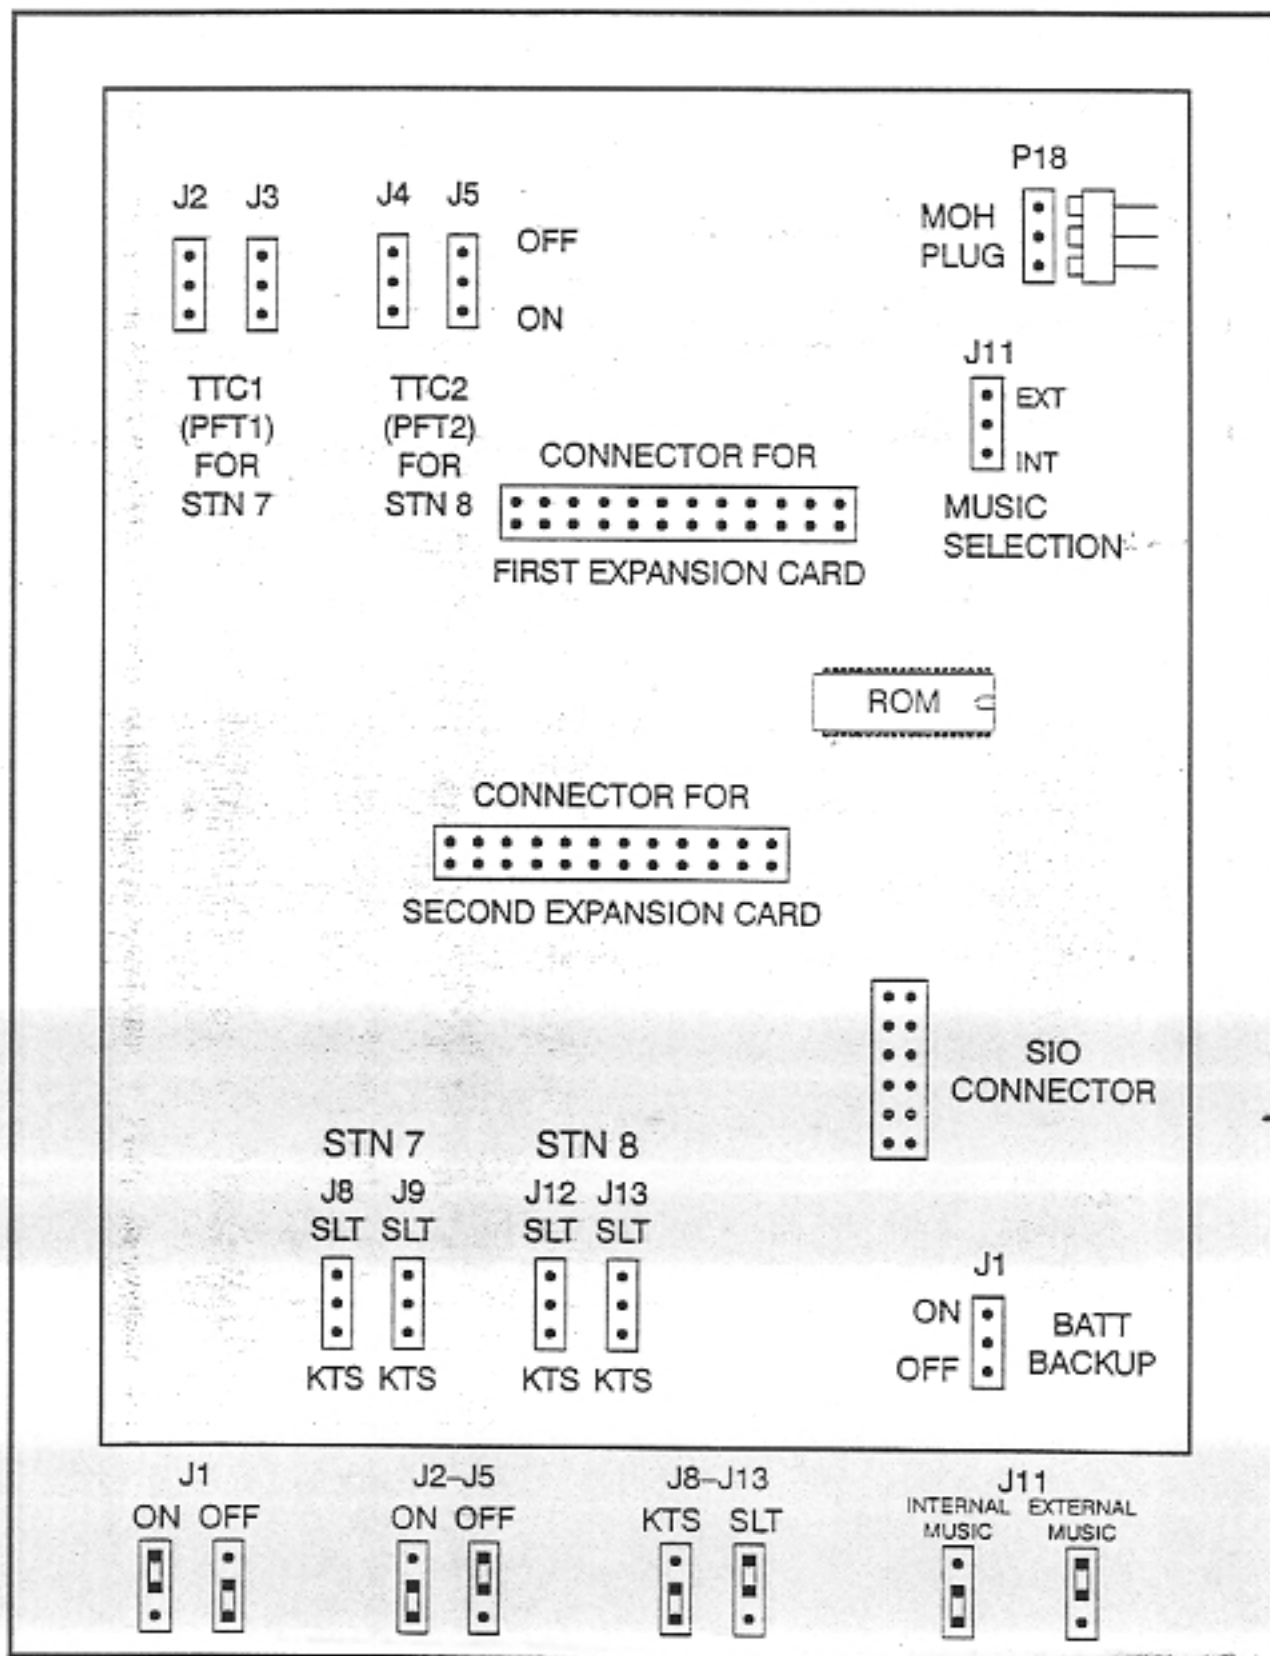 P18
MOH
PLUG
J2 J3 J4 J5
OFF
ON
TTC1
(PFT1)
FOR
STN 7
TTC2
(PFT2)
FOR
STN 8
J11
EXT
INT
MUSIC
SELECTION
CONNECTOR FOR
FIRST EXPANSION CARD
ROM
CONNECTOR FOR
SECOND EXPANSION CARD
SIO
CONNECTOR
STN 7 STN 8
J8 J9 J12 J13
SLT SLT SLT SLT
KTS KTS KTS KTS
J1
ON
OFF
BATT
BACKUP
J1
ON OFF
J2–J5
ON OFF
J8–J13
KTS SLT
J11
INTERNAL
MUSIC
EXTERNAL
MUSIC